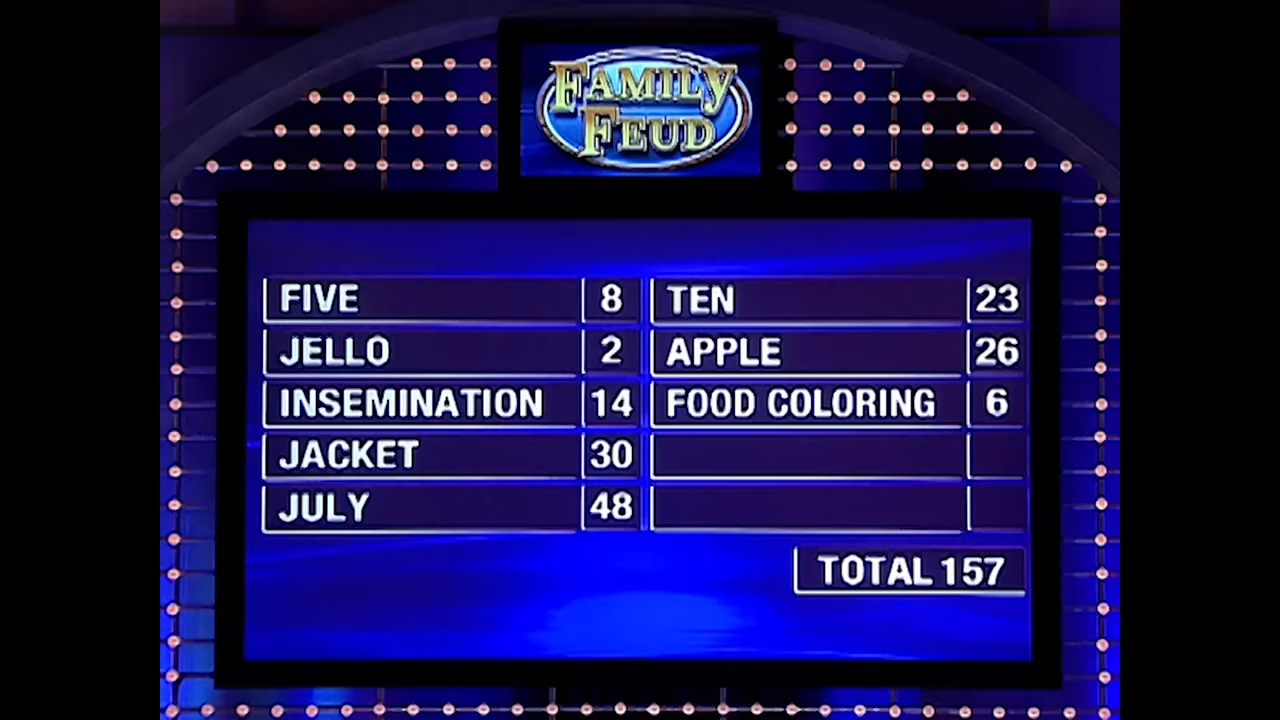 FAMILY
FEUD
FIVE 8 TEN 23
JELLO 2 APPLE 26
INSEMINATION 14 FOOD COLORING 6
JACKET 30
JULY 48
TOTAL 157